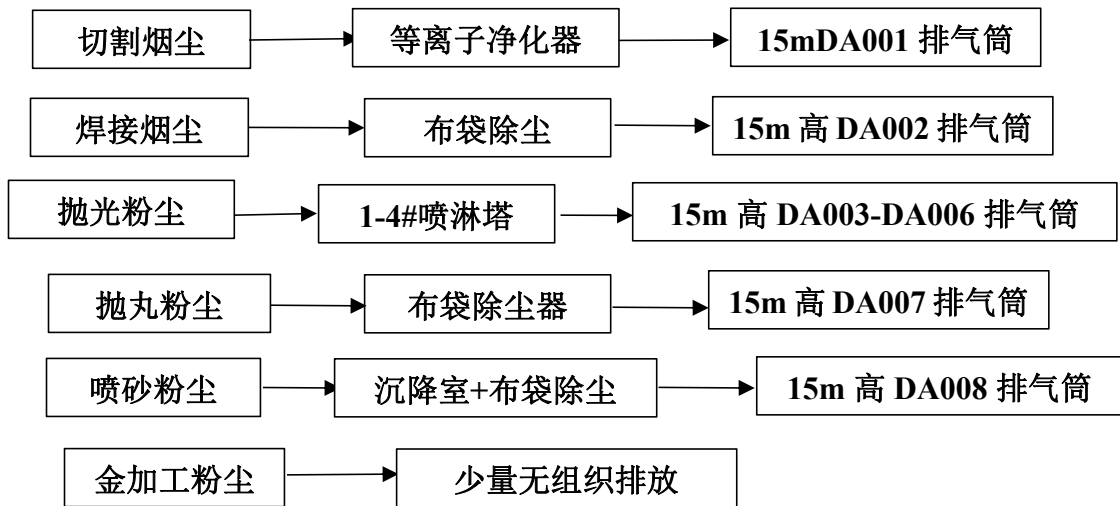 切割烟尘 等离子净化器 15mDA001 排气筒
焊接烟尘 布袋除尘 15m 高 DA002 排气筒
抛光粉尘 1-4#喷淋塔 15m 高 DA003-DA006 排气筒
抛丸粉尘 布袋除尘器 15m 高 DA007 排气筒
喷砂粉尘 沉降室+布袋除尘 15m 高 DA008 排气筒
金加工粉尘 少量无组织排放